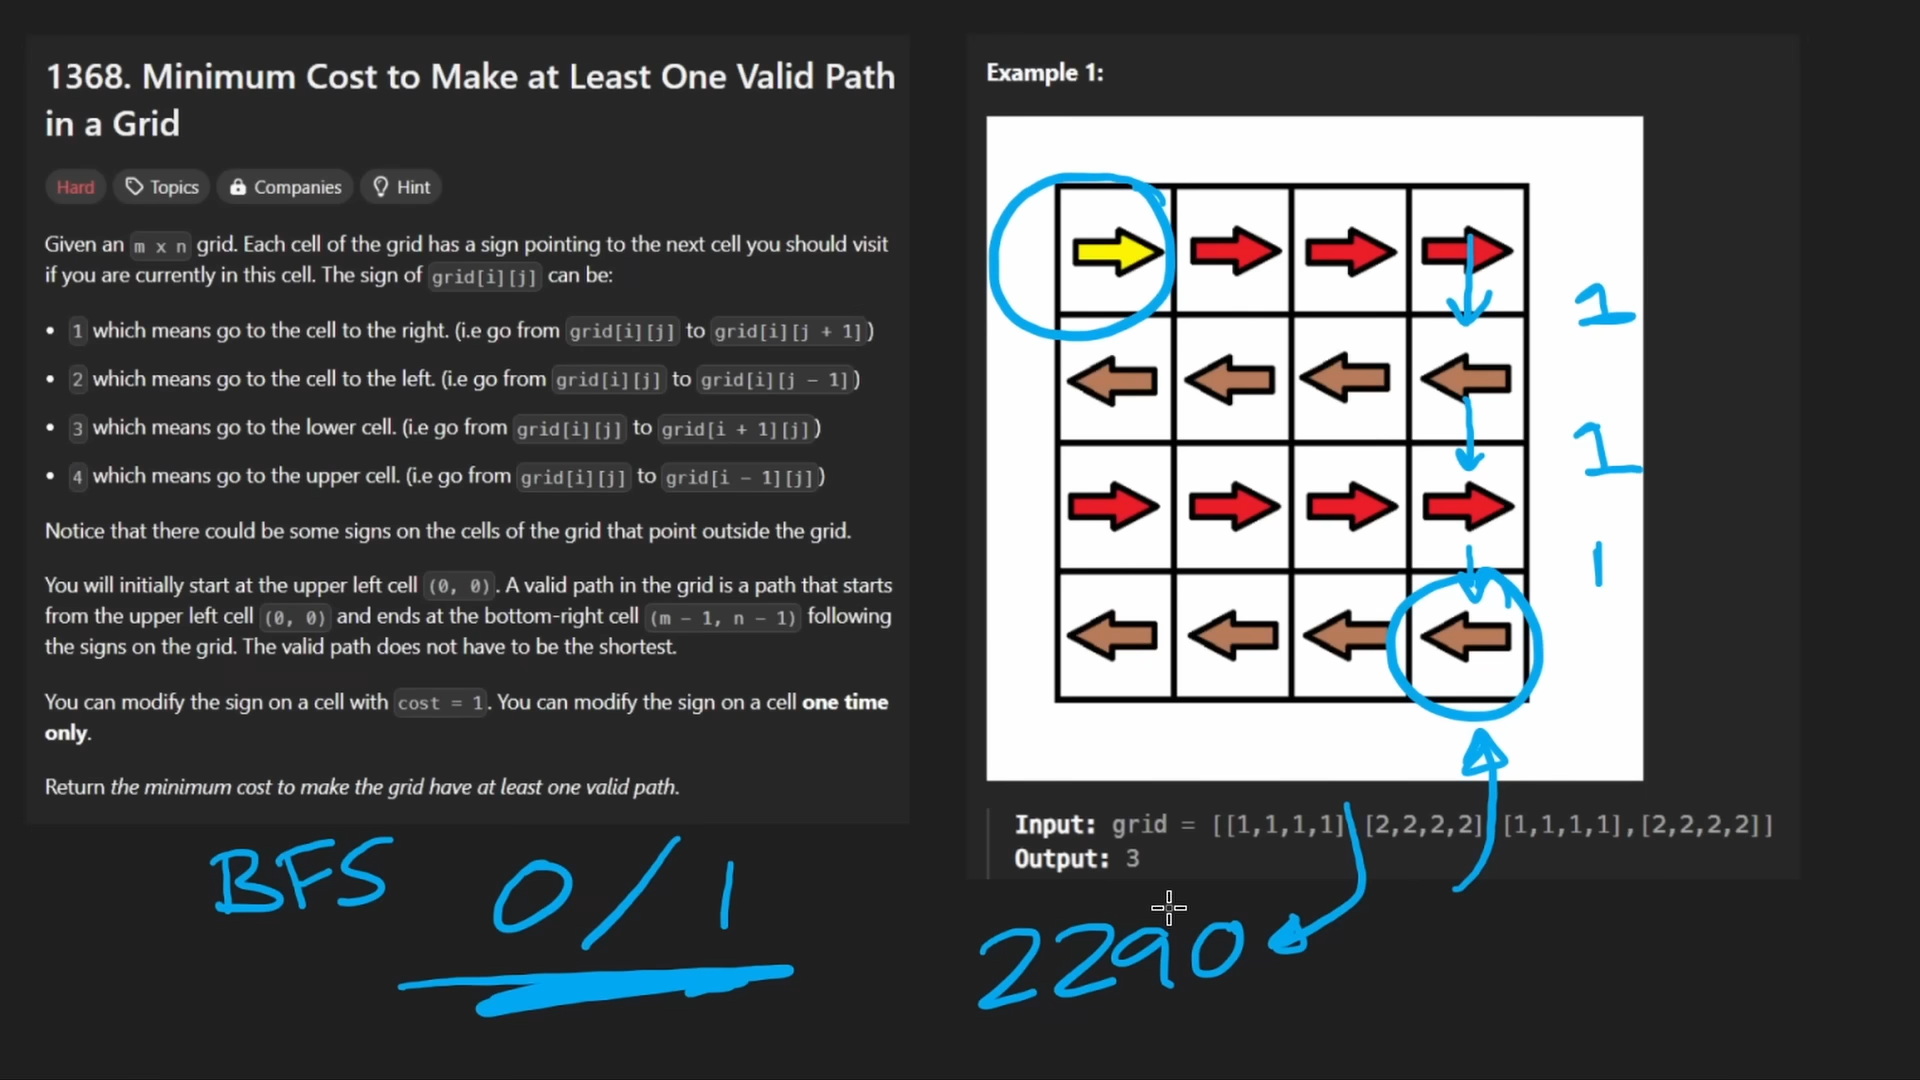 1368. Minimum Cost to Make at Least One Valid Path
in a Grid
Hard
Topics
Companies
Hint
Given an m x n grid. Each cell of the grid has a sign pointing to the next cell you should visit
if you are currently in this cell. The sign of grid[i][j] can be:
• 1 which means go to the cell to the right. (i.e go from grid[i][j] to grid[i][j + 1])
• 2 which means go to the cell to the left. (i.e go from grid[i][j] to grid[i][j - 1])
• 3 which means go to the lower cell. (i.e go from grid[i][j] to grid[i + 1][j])
• 4 which means go to the upper cell. (i.e go from grid[i][j] to grid[i - 1][j])
Notice that there could be some signs on the cells of the grid that point outside the grid.
You will initially start at the upper left cell (0, 0). A valid path in the grid is a path that starts
from the upper left cell (0, 0) and ends at the bottom-right cell (m - 1, n - 1) following
the signs on the grid. The valid path does not have to be the shortest.
You can modify the sign on a cell with cost = 1. You can modify the sign on a cell one time
only.
Return the minimum cost to make the grid have at least one valid path.
BFS 0/1
Example 1:
1
1
1
Input: grid = [[1,1,1,1],[2,2,2,2],[1,1,1,1],[2,2,2,2]]
Output: 3
2290